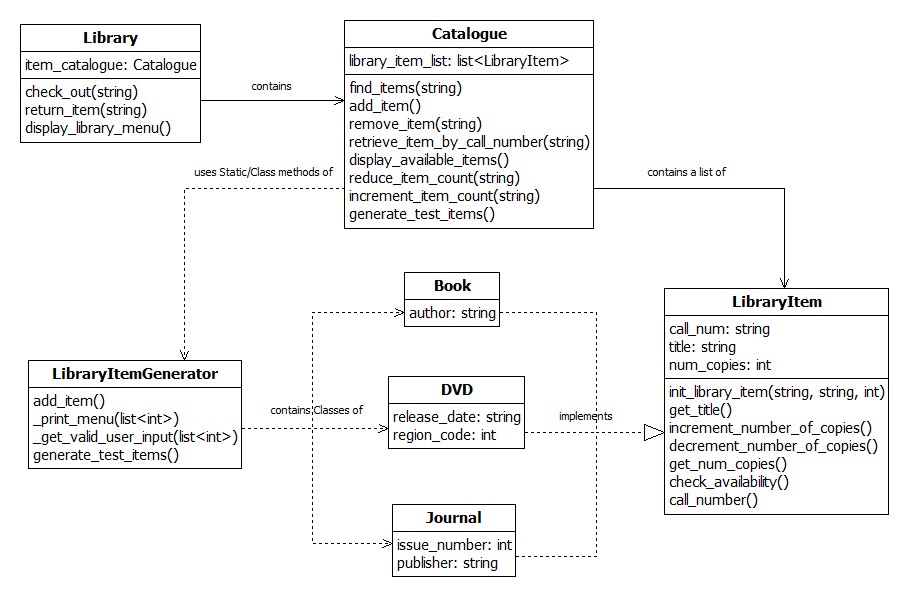 Library
item_catalogue: Catalogue
check_out(string)
return_item(string)
display_library_menu()
contains
Catalogue
library_item_list: list<LibraryItem>
find_items(string)
add_item()
remove_item(string)
retrieve_item_by_call_number(string)
display_available_items()
reduce_item_count(string)
increment_item_count(string)
generate_test_items()
uses Static/Class methods of
contains a list of
Book
author: string
LibraryItem
call_num: string
title: string
num_copies: int
init_library_item(string, string, int)
get_title()
increment_number_of_copies()
decrement_number_of_copies()
get_num_copies()
check_availability()
call_number()
LibraryItemGenerator
add_item()
_print_menu(list<int>)
_get_valid_user_input(list<int>)
generate_test_items()
contains Classes of
DVD
release_date: string
region_code: int
implements
Journal
issue_number: int
publisher: string